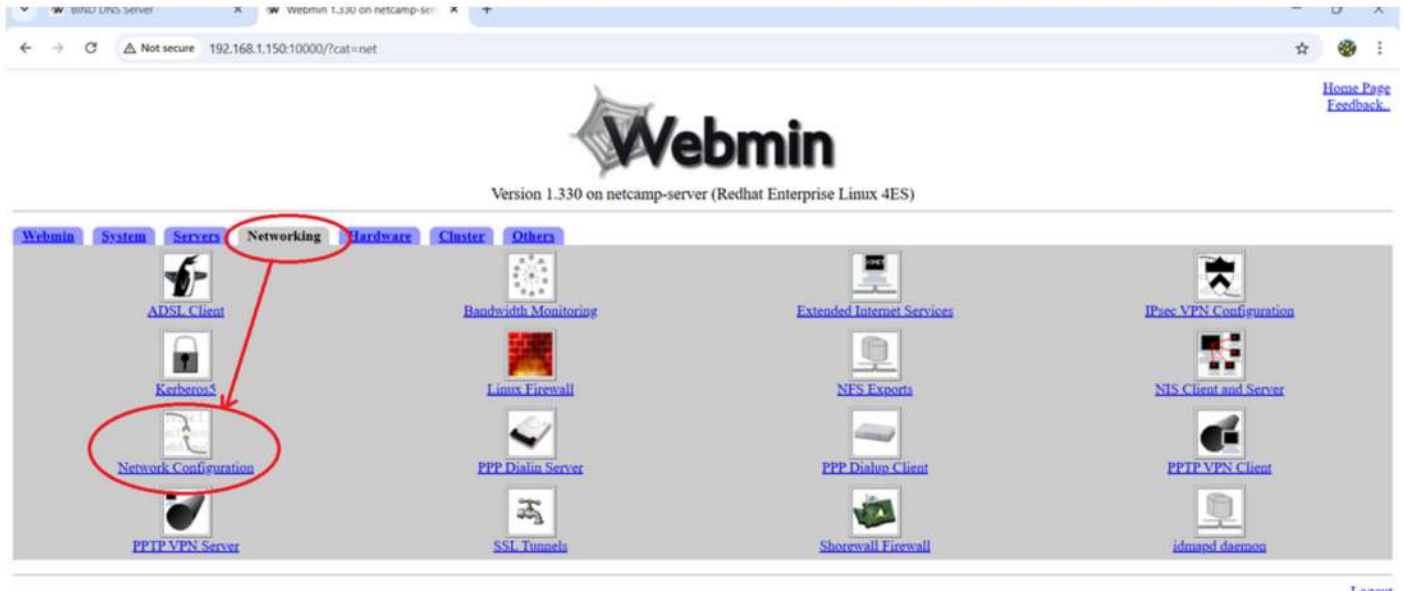 BIND DNS Server
Webmin 1.330 on netcamp-ser
Not secure 192.168.1.150:10000/?cat=net
Home Page
Feedback..
Webmin
Version 1.330 on netcamp-server (Redhat Enterprise Linux 4ES)
Webmin System Servers Networking Hardware Cluster Others
ADSL Client Bandwidth Monitoring Extended Internet Services IPsec VPN Configuration
Kerberos5 Linux Firewall NFS Exports NIS Client and Server
Network Configuration PPP Dialin Server PPP Dialup Client PPTP VPN Client
PPTP VPN Server SSL Tunnels Shorewall Firewall idmapd daemon
Logout